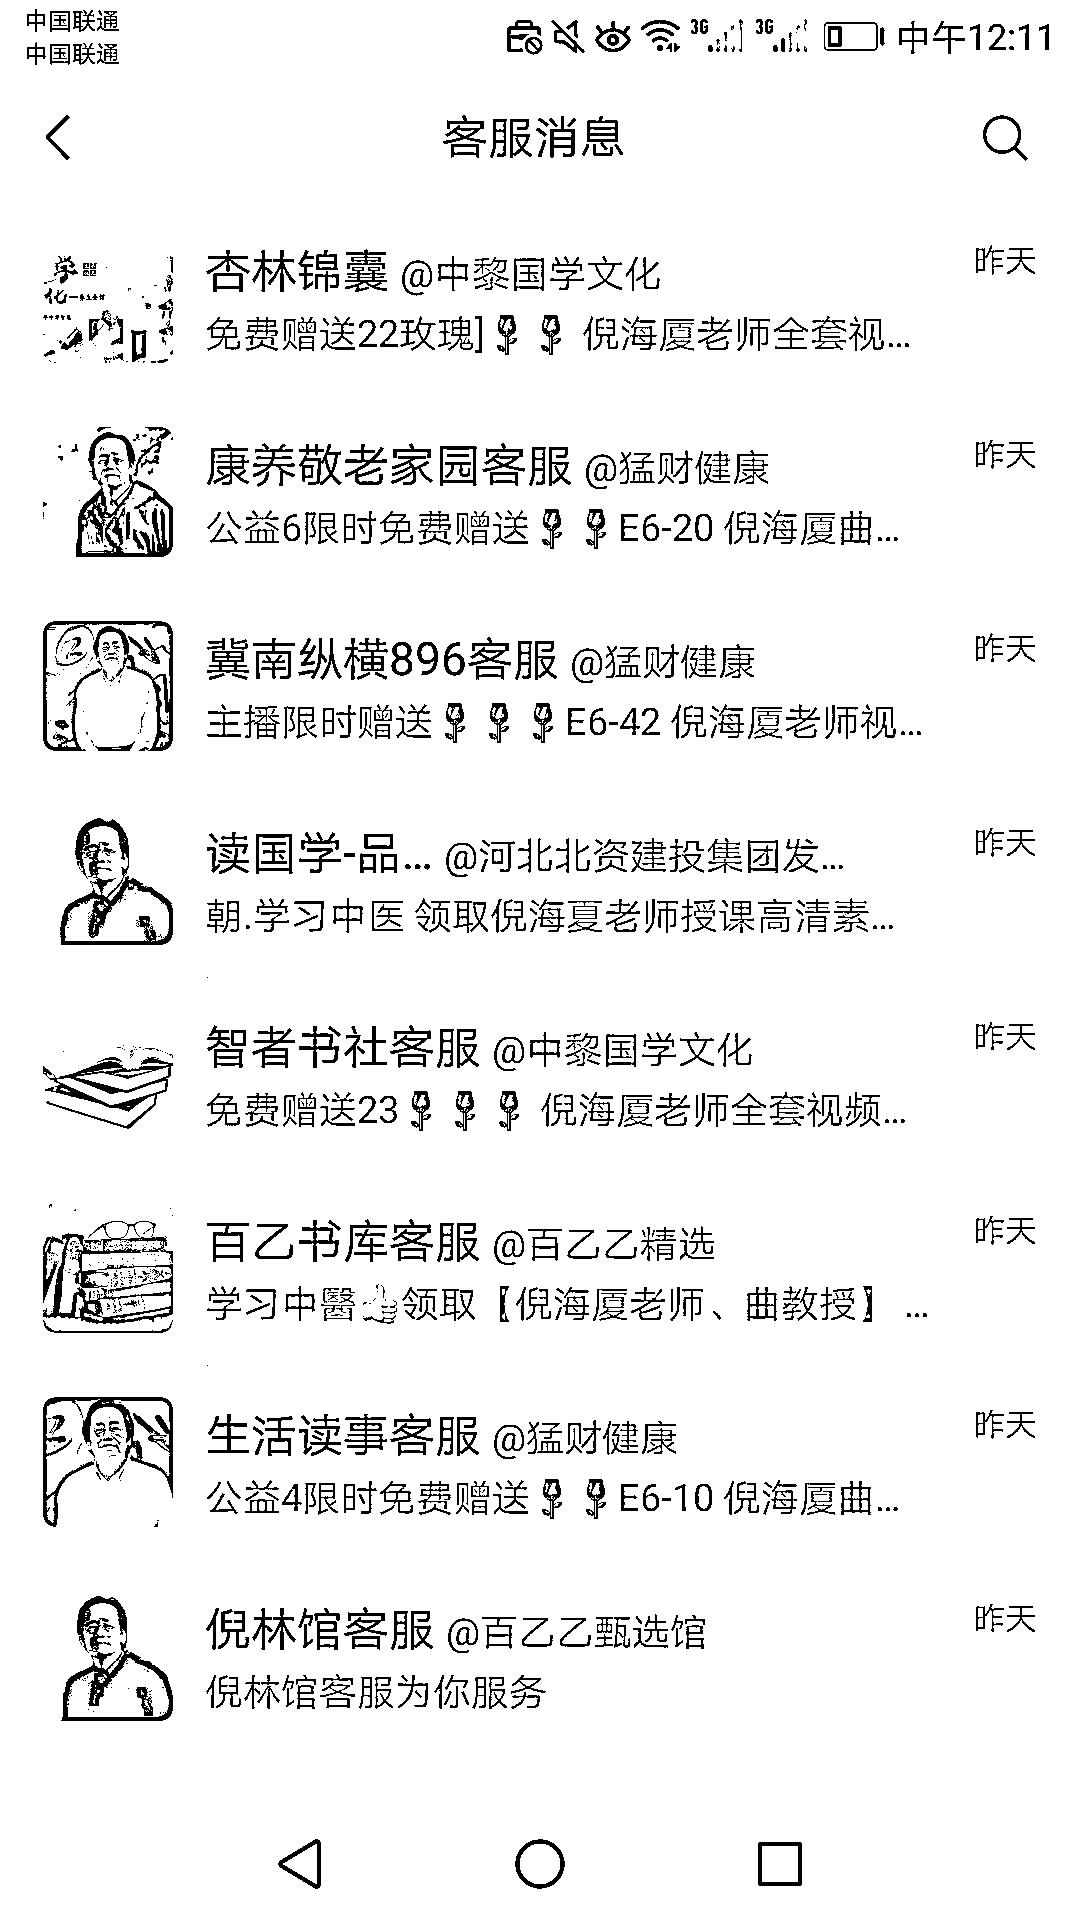 中国联通
中国联通
3G 3G 中午12:11
客服消息
杏林锦囊 @中黎国学文化 昨天
免费赠送22玫瑰] 倪海厦老师全套视...
康养敬老家园客服 @猛财健康 昨天
公益6限时免费赠送 E6-20 倪海厦曲...
冀南纵横896客服 @猛财健康 昨天
主播限时赠送 E6-42 倪海厦老师视...
读国学-品... @河北北资建投集团发... 昨天
朝.学习中医 领取倪海夏老师授课高清素...
智者书社客服 @中黎国学文化 昨天
免费赠送23 倪海厦老师全套视频...
百乙书库客服 @百乙乙精选 昨天
学习中醫👍领取【倪海厦老师、曲教授】 ...
生活读事客服 @猛财健康 昨天
公益4限时免费赠送 E6-10 倪海厦曲...
倪林馆客服 @百乙乙甄选馆 昨天
倪林馆客服为你服务